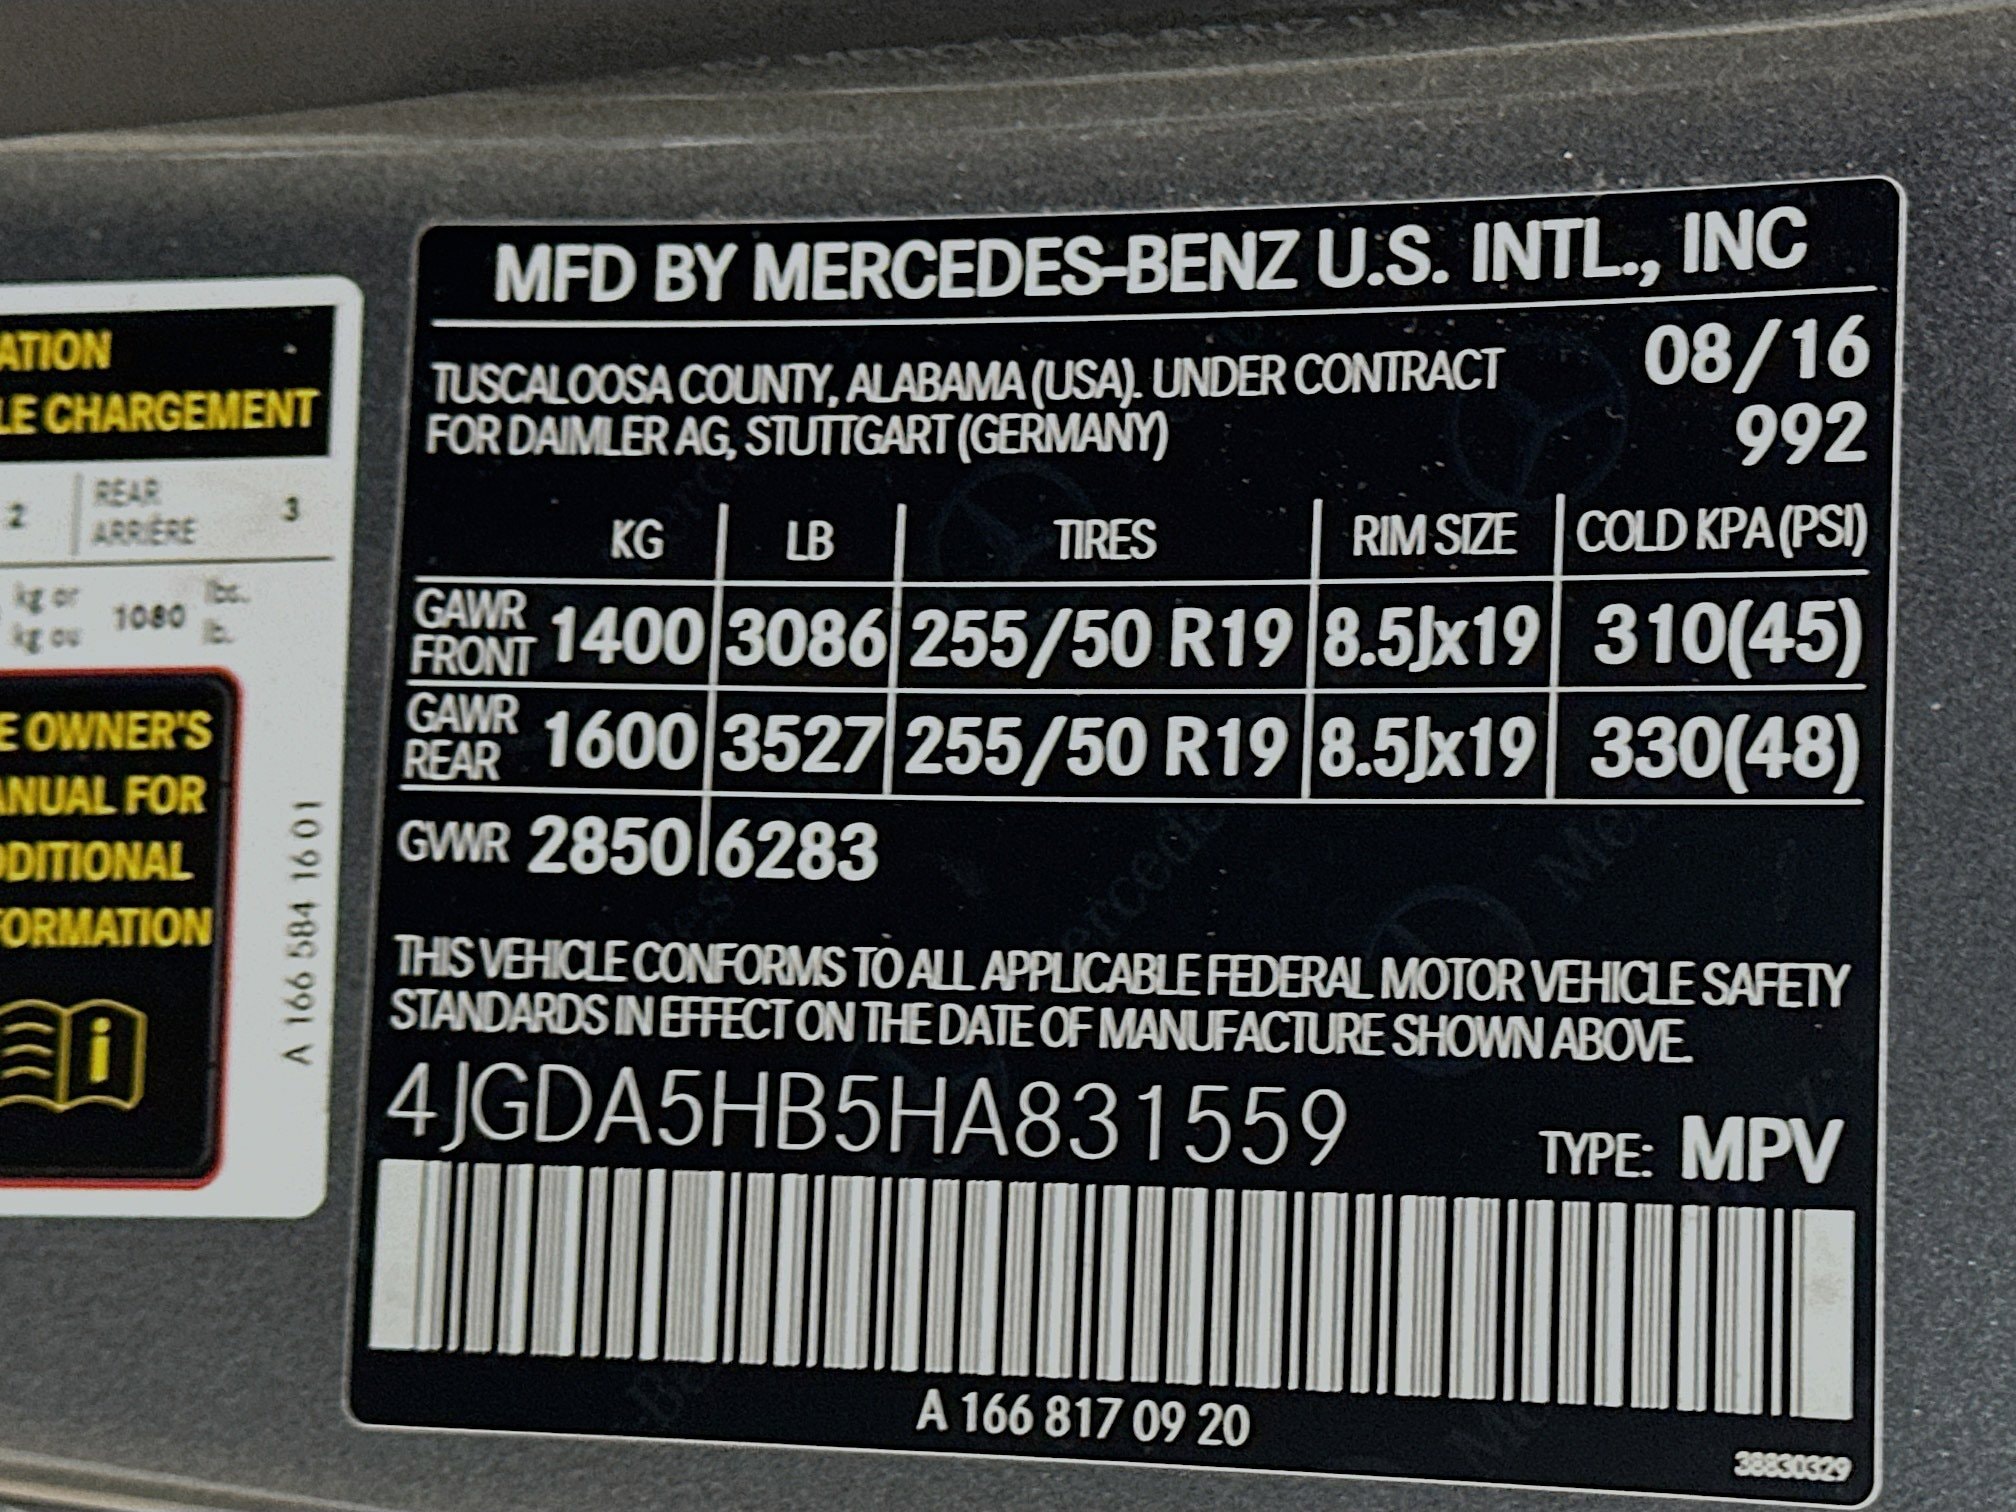 MFD BY MERCEDES-BENZ U.S. INTL., INC
TUSCALOOSA COUNTY, ALABAMA (USA). UNDER CONTRACT 08/16
FOR DAIMLER AG, STUTTGART (GERMANY) 992
KG LB TIRES RIM SIZE COLD KPA (PSI)
GAWR FRONT 1400 3086 255/50 R19 8.5Jx19 310(45)
GAWR REAR 1600 3527 255/50 R19 8.5Jx19 330(48)
GVWR 2850 6283
THIS VEHICLE CONFORMS TO ALL APPLICABLE FEDERAL MOTOR VEHICLE SAFETY
STANDARDS IN EFFECT ON THE DATE OF MANUFACTURE SHOWN ABOVE.
4JGDA5HB5HA831559 TYPE: MPV
A 166 817 09 20
38830329
ATION
LE CHARGEMENT
2 REAR 3
ARRIÈRE
kg or 1080 lbs.
kg ou lb.
E OWNER'S
ANUAL FOR
DDITIONAL
FORMATION
i
A 166 584 16 01